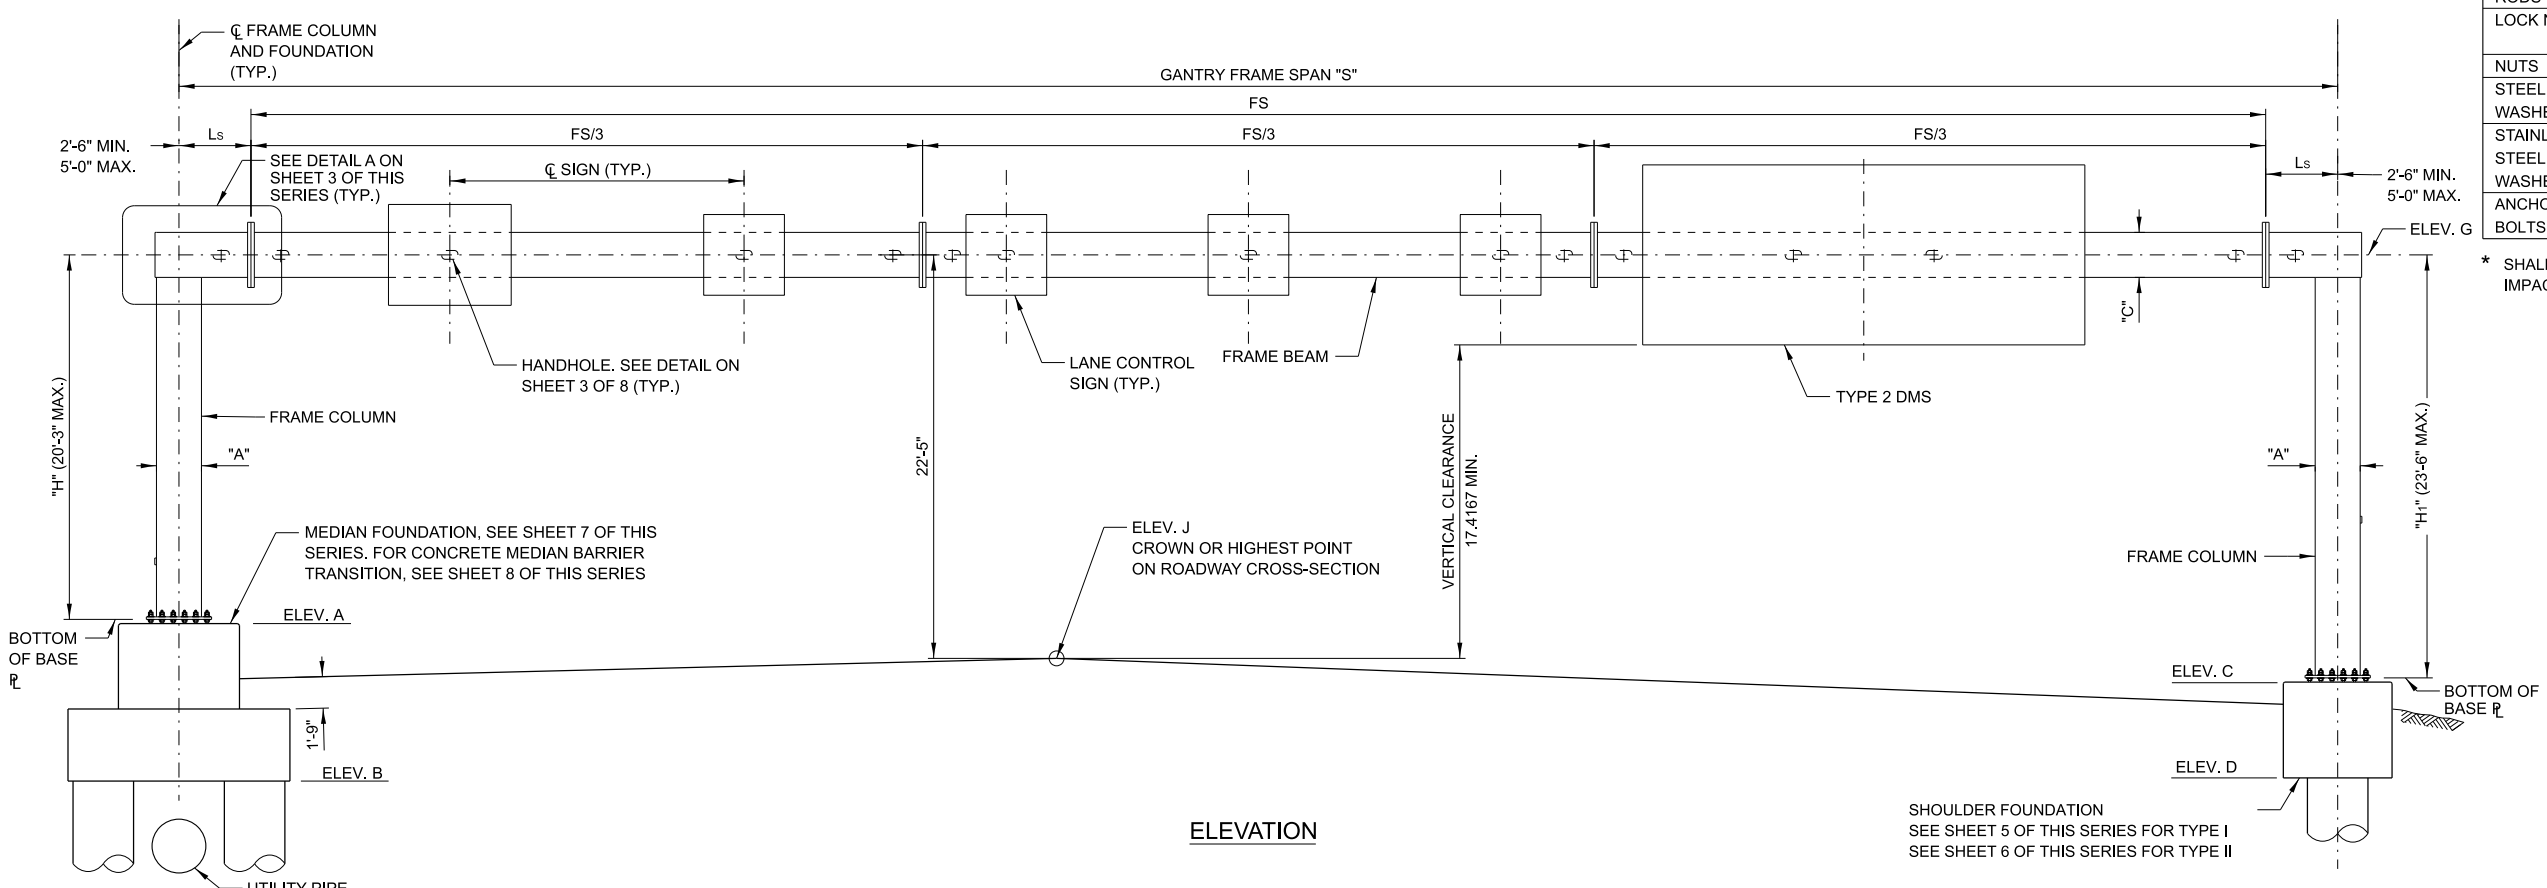 ℄ FRAME COLUMN
AND FOUNDATION
(TYP.)
GANTRY FRAME SPAN "S"
FS
2'-6" MIN.
5'-0" MAX.
Ls
FS/3
FS/3
FS/3
Ls
2'-6" MIN.
5'-0" MAX.
SEE DETAIL A ON
SHEET 3 OF THIS
SERIES (TYP.)
℄ SIGN (TYP.)
ELEV. G
"C"
HANDHOLE. SEE DETAIL ON
SHEET 3 OF 8 (TYP.)
LANE CONTROL
SIGN (TYP.)
FRAME BEAM
TYPE 2 DMS
"H" (20'-3" MAX.)
FRAME COLUMN
"A"
22'-5"
VERTICAL CLEARANCE
17.4167 MIN.
"A"
"H1" (23'-6" MAX.)
FRAME COLUMN
MEDIAN FOUNDATION, SEE SHEET 7 OF THIS
SERIES. FOR CONCRETE MEDIAN BARRIER
TRANSITION, SEE SHEET 8 OF THIS SERIES
ELEV. J
CROWN OR HIGHEST POINT
ON ROADWAY CROSS-SECTION
ELEV. A
BOTTOM
OF BASE
PL
1'-9"
ELEV. B
ELEV. C
BOTTOM OF
BASE PL
ELEV. D
SHOULDER FOUNDATION
SEE SHEET 5 OF THIS SERIES FOR TYPE I
SEE SHEET 6 OF THIS SERIES FOR TYPE II
ELEVATION
UTILITY PIPE
LOCK
NUTS
STEEL
STEEL
BOLTS
*